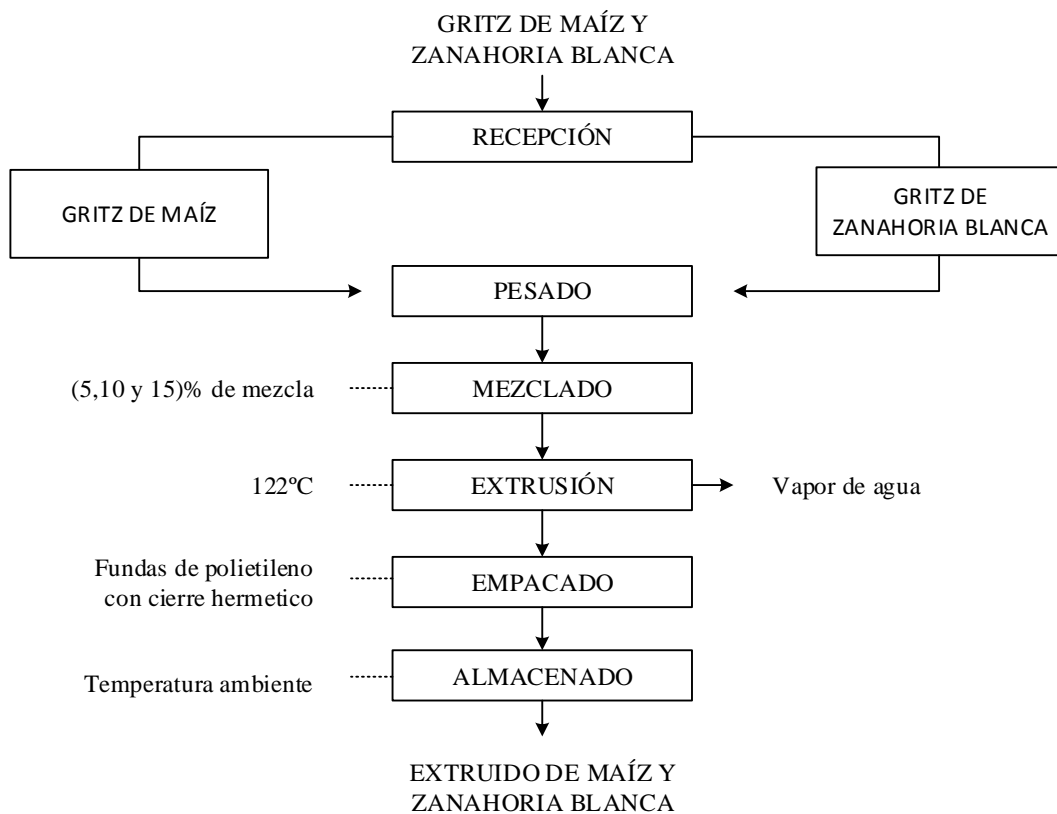 GRITZ DE MAÍZ Y
ZANAHORIA BLANCA
RECEPCIÓN
GRITZ DE MAÍZ
GRITZ DE
ZANAHORIA BLANCA
PESADO
(5,10 y 15)% de mezcla
MEZCLADO
122ºC
EXTRUSIÓN
Vapor de agua
Fundas de polietileno
con cierre hermetico
EMPACADO
Temperatura ambiente
ALMACENADO
EXTRUIDO DE MAÍZ Y
ZANAHORIA BLANCA